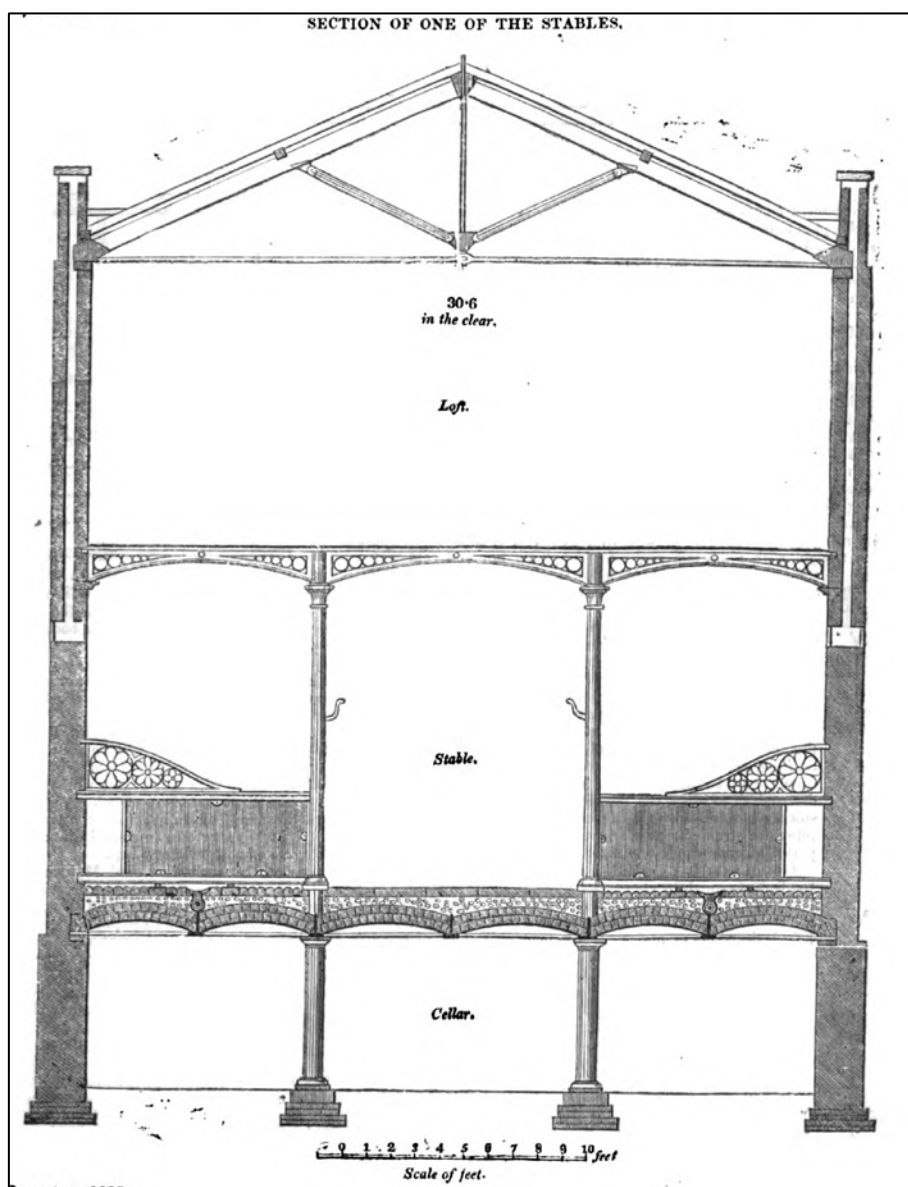 SECTION OF ONE OF THE STABLES.
30·6
in the clear.
Loft.
Stable.
Cellar.
0 1 2 3 4 5 6 7 8 9 10 feet
Scale of feet.